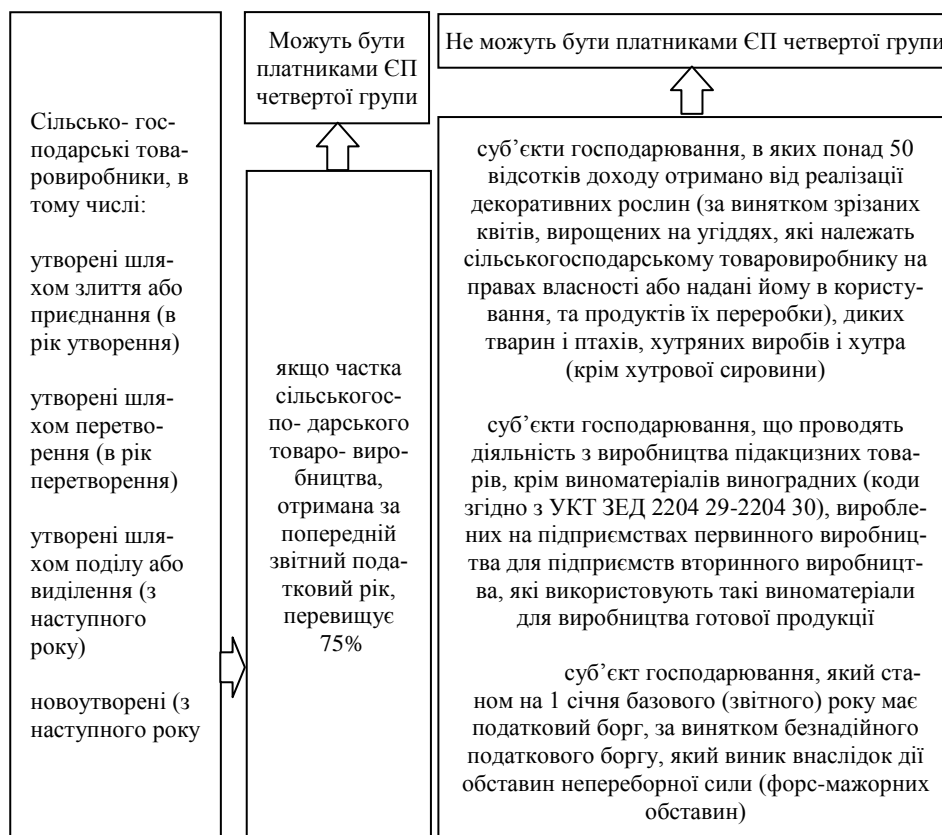 Сільсько- гос-
подарські това-
ровиробники, в
тому числі:
утворені шля-
хом злиття або
приєднання (в
рік утворення)
утворені шля-
хом перетво-
рення (в рік
перетворення)
утворені шля-
хом поділу або
виділення (з
наступного
року)
новоутворені (з
наступного року
Можуть бути
платниками ЄП
четвертої групи
якщо частка
сільськогос-
по- дарського
товаро- виро-
бництва,
отримана за
попередній
звітний пода-
тковий рік,
перевищує
75%
Не можуть бути платниками ЄП четвертої групи
суб’єкти господарювання, в яких понад 50
відсотків доходу отримано від реалізації
декоративних рослин (за винятком зрізаних
квітів, вирощених на угіддях, які належать
сільськогосподарському товаровиробнику на
правах власності або надані йому в користу-
вання, та продуктів їх переробки), диких
тварин і птахів, хутряних виробів і хутра
(крім хутрової сировини)
суб’єкти господарювання, що проводять
діяльність з виробництва підакцизних това-
рів, крім виноматеріалів виноградних (коди
згідно з УКТ ЗЕД 2204 29-2204 30), виробле-
них на підприємствах первинного виробниц-
тва для підприємств вторинного виробницт-
ва, які використовують такі виноматеріали
для виробництва готової продукції
суб’єкт господарювання, який ста-
ном на 1 січня базового (звітного) року має
податковий борг, за винятком безнадійного
податкового боргу, який виник внаслідок дії
обставин непереборної сили (форс-мажорних
обставин)